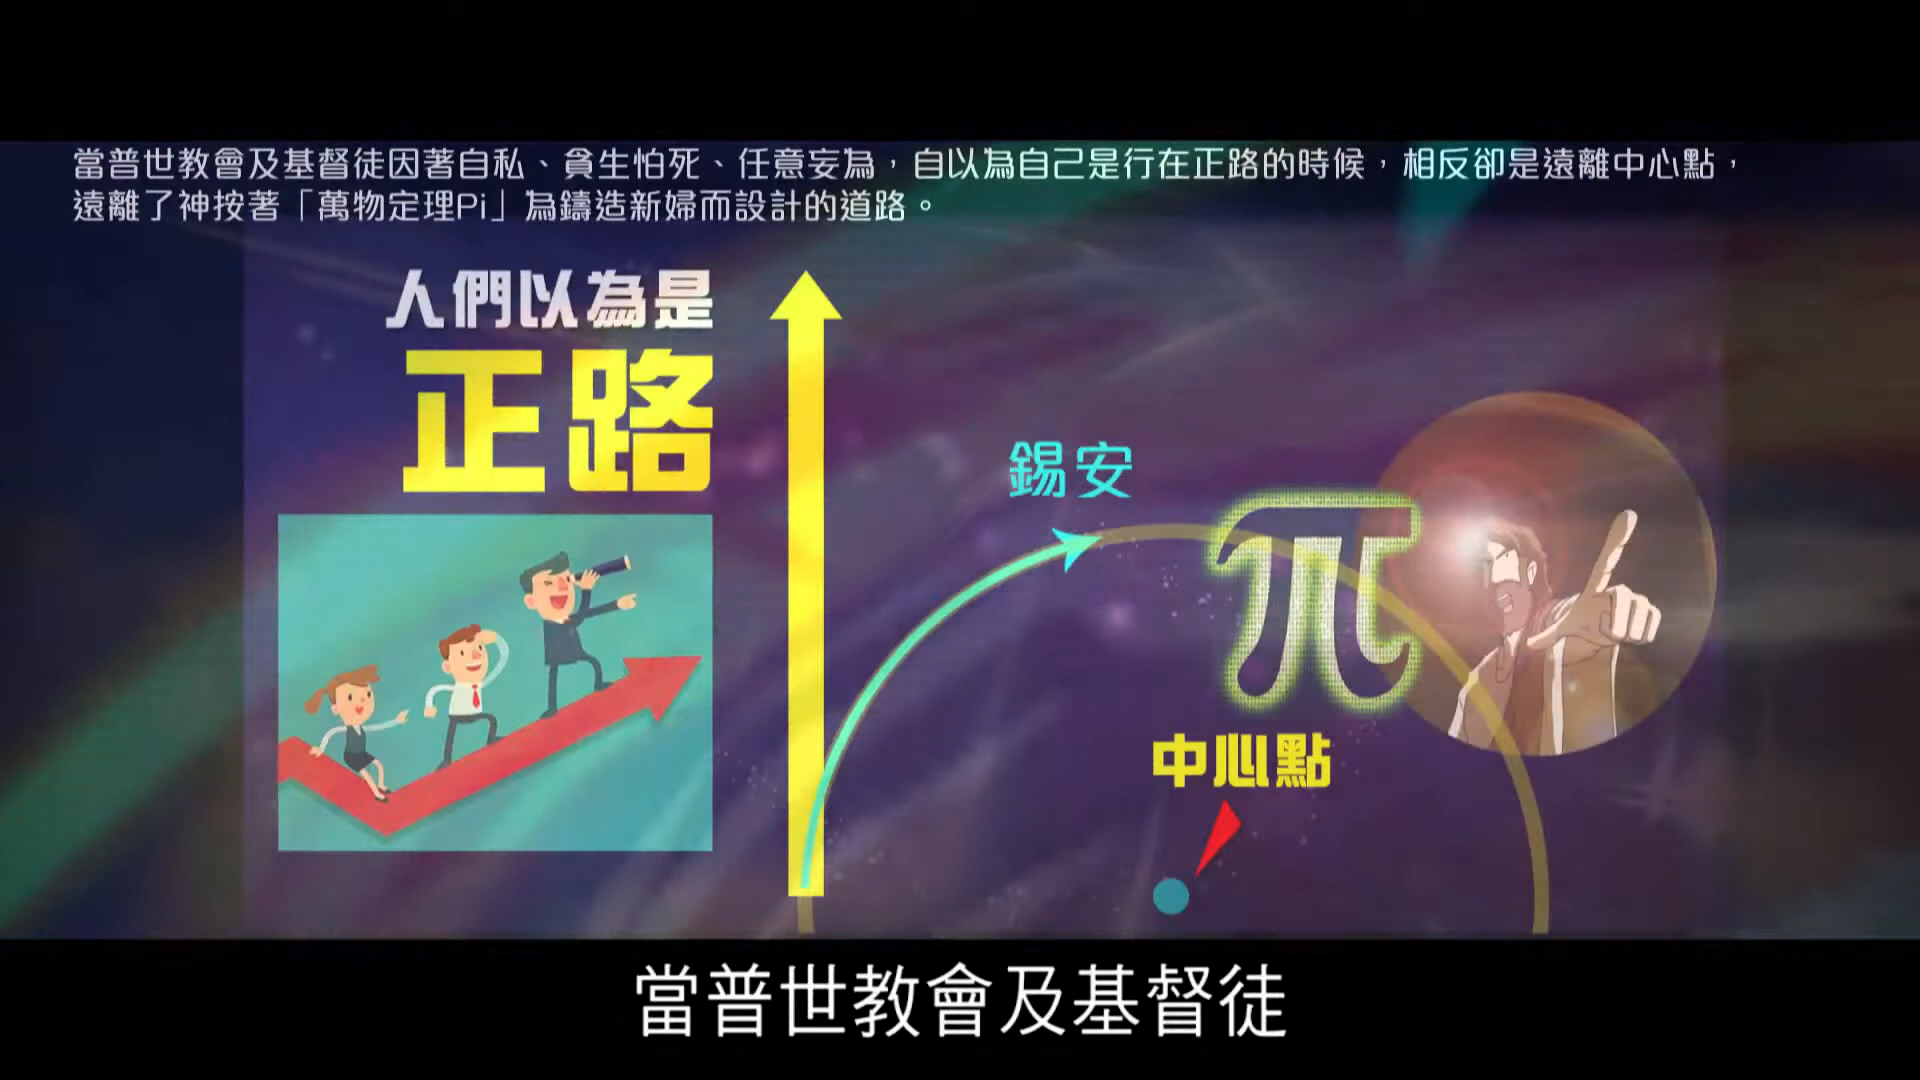 當普世教會及基督徒因著自私、貪生怕死、任意妄為，自以為自己是行在正路的時候，相反卻是遠離中心點，
遠離了神按著「萬物定理Pi」為鑄造新婦而設計的道路。
人們以為是
正路
錫安
π
中心點
當普世教會及基督徒